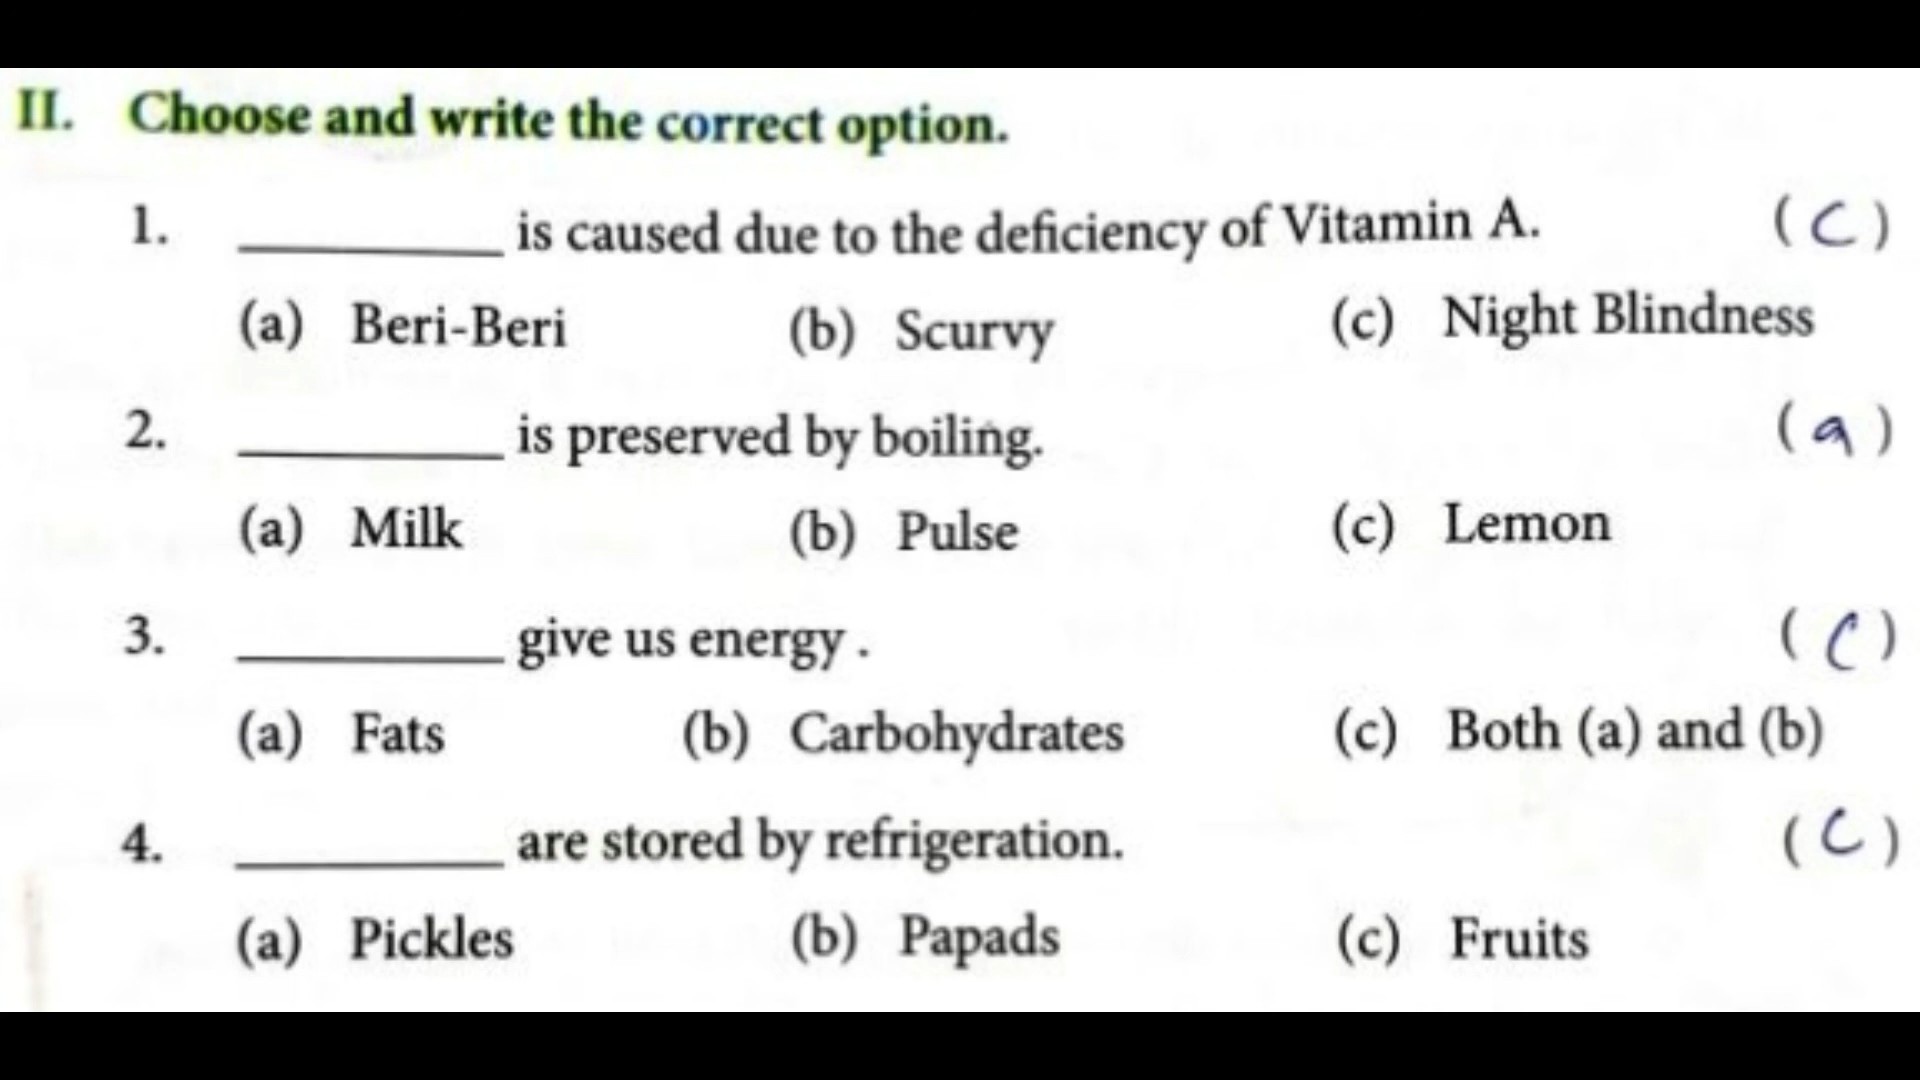 II. Choose and write the correct option.
1. __________ is caused due to the deficiency of Vitamin A. (C)
(a) Beri-Beri (b) Scurvy (c) Night Blindness
2. __________ is preserved by boiling. (a)
(a) Milk (b) Pulse (c) Lemon
3. __________ give us energy . (C)
(a) Fats (b) Carbohydrates (c) Both (a) and (b)
4. __________ are stored by refrigeration. (C)
(a) Pickles (b) Papads (c) Fruits